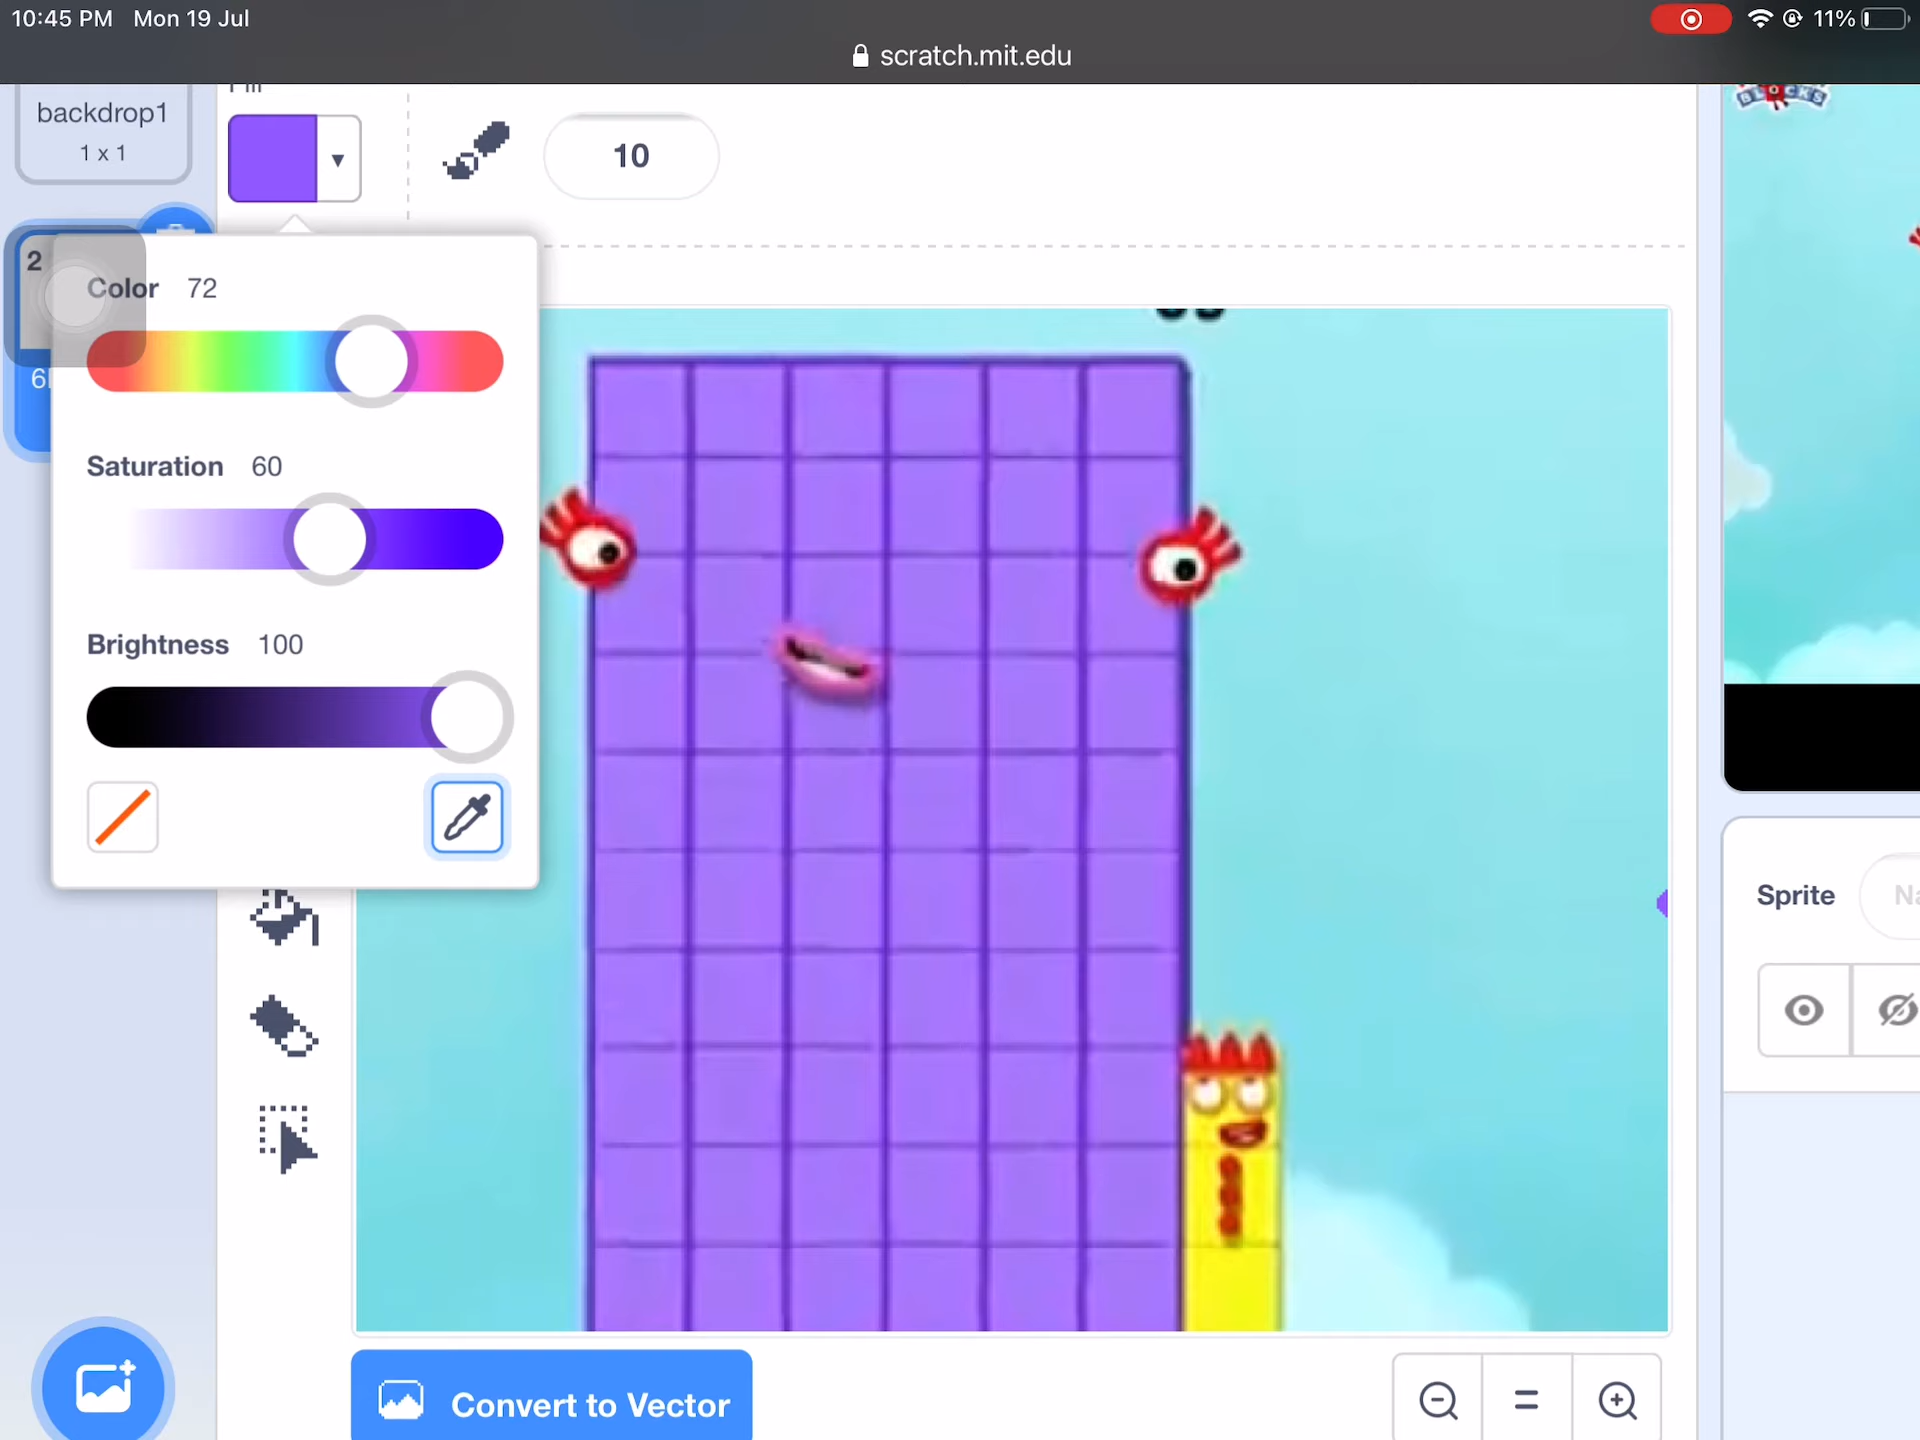 10:45 PM Mon 19 Jul
11%
scratch.mit.edu
backdrop1
1 x 1
10
BLOCKS
2
Color 72
Saturation 60
Brightness 100
Sprite
Convert to Vector